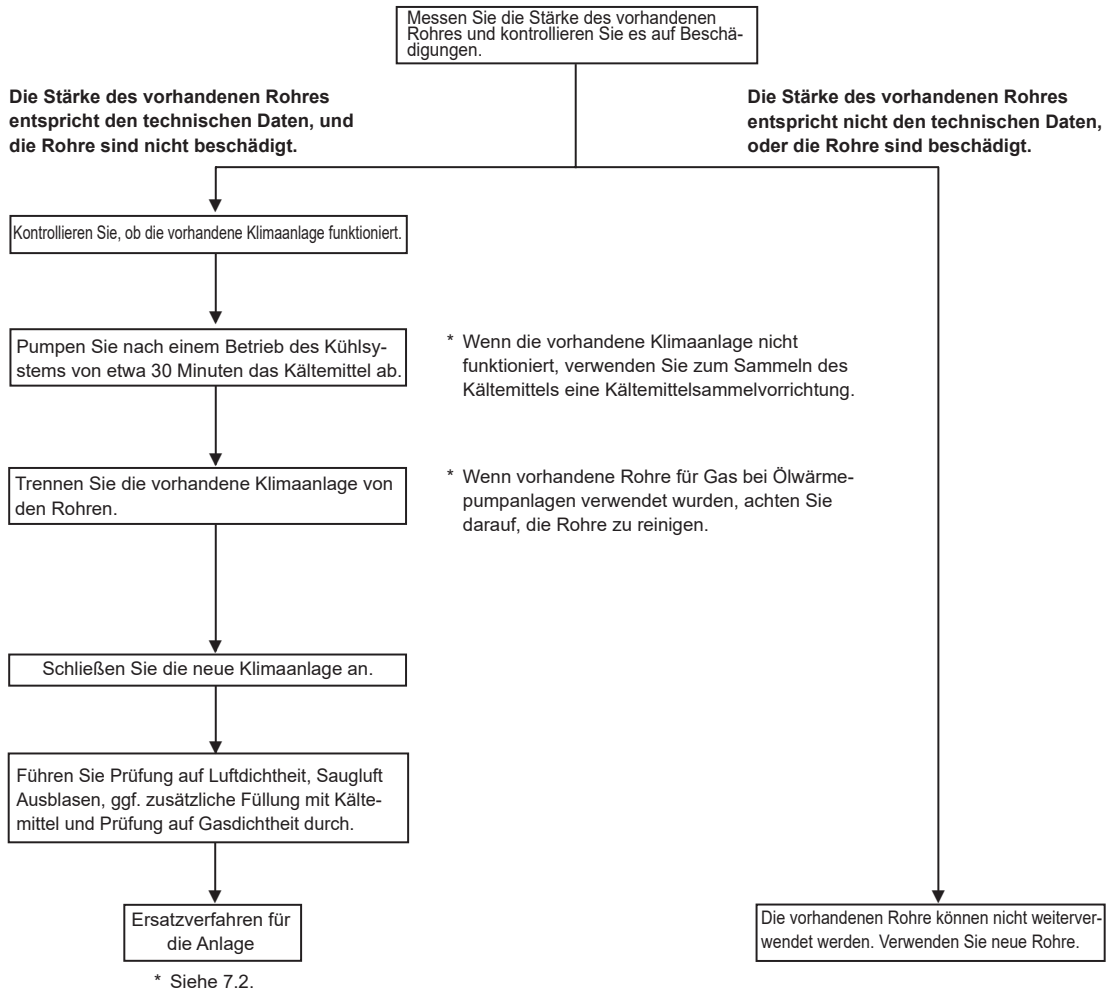 Messen Sie die Stärke des vorhandenen
Rohres und kontrollieren Sie es auf Beschä-
digungen.
Die Stärke des vorhandenen Rohres
entspricht den technischen Daten, und
die Rohre sind nicht beschädigt.
Die Stärke des vorhandenen Rohres
entspricht nicht den technischen Daten,
oder die Rohre sind beschädigt.
Kontrollieren Sie, ob die vorhandene Klimaanlage funktioniert.
Pumpen Sie nach einem Betrieb des Kühlsy-
stems von etwa 30 Minuten das Kältemittel ab.
* Wenn die vorhandene Klimaanlage nicht
funktioniert, verwenden Sie zum Sammeln des
Kältemittels eine Kältemittelsammelvorrichtung.
Trennen Sie die vorhandene Klimaanlage von
den Rohren.
* Wenn vorhandene Rohre für Gas bei Ölwärme-
pumpanlagen verwendet wurden, achten Sie
darauf, die Rohre zu reinigen.
Schließen Sie die neue Klimaanlage an.
Führen Sie Prüfung auf Luftdichtheit, Saugluft
Ausblasen, ggf. zusätzliche Füllung mit Kälte-
mittel und Prüfung auf Gasdichtheit durch.
Ersatzverfahren für
die Anlage
* Siehe 7.2.
Die vorhandenen Rohre können nicht weiterver-
wendet werden. Verwenden Sie neue Rohre.